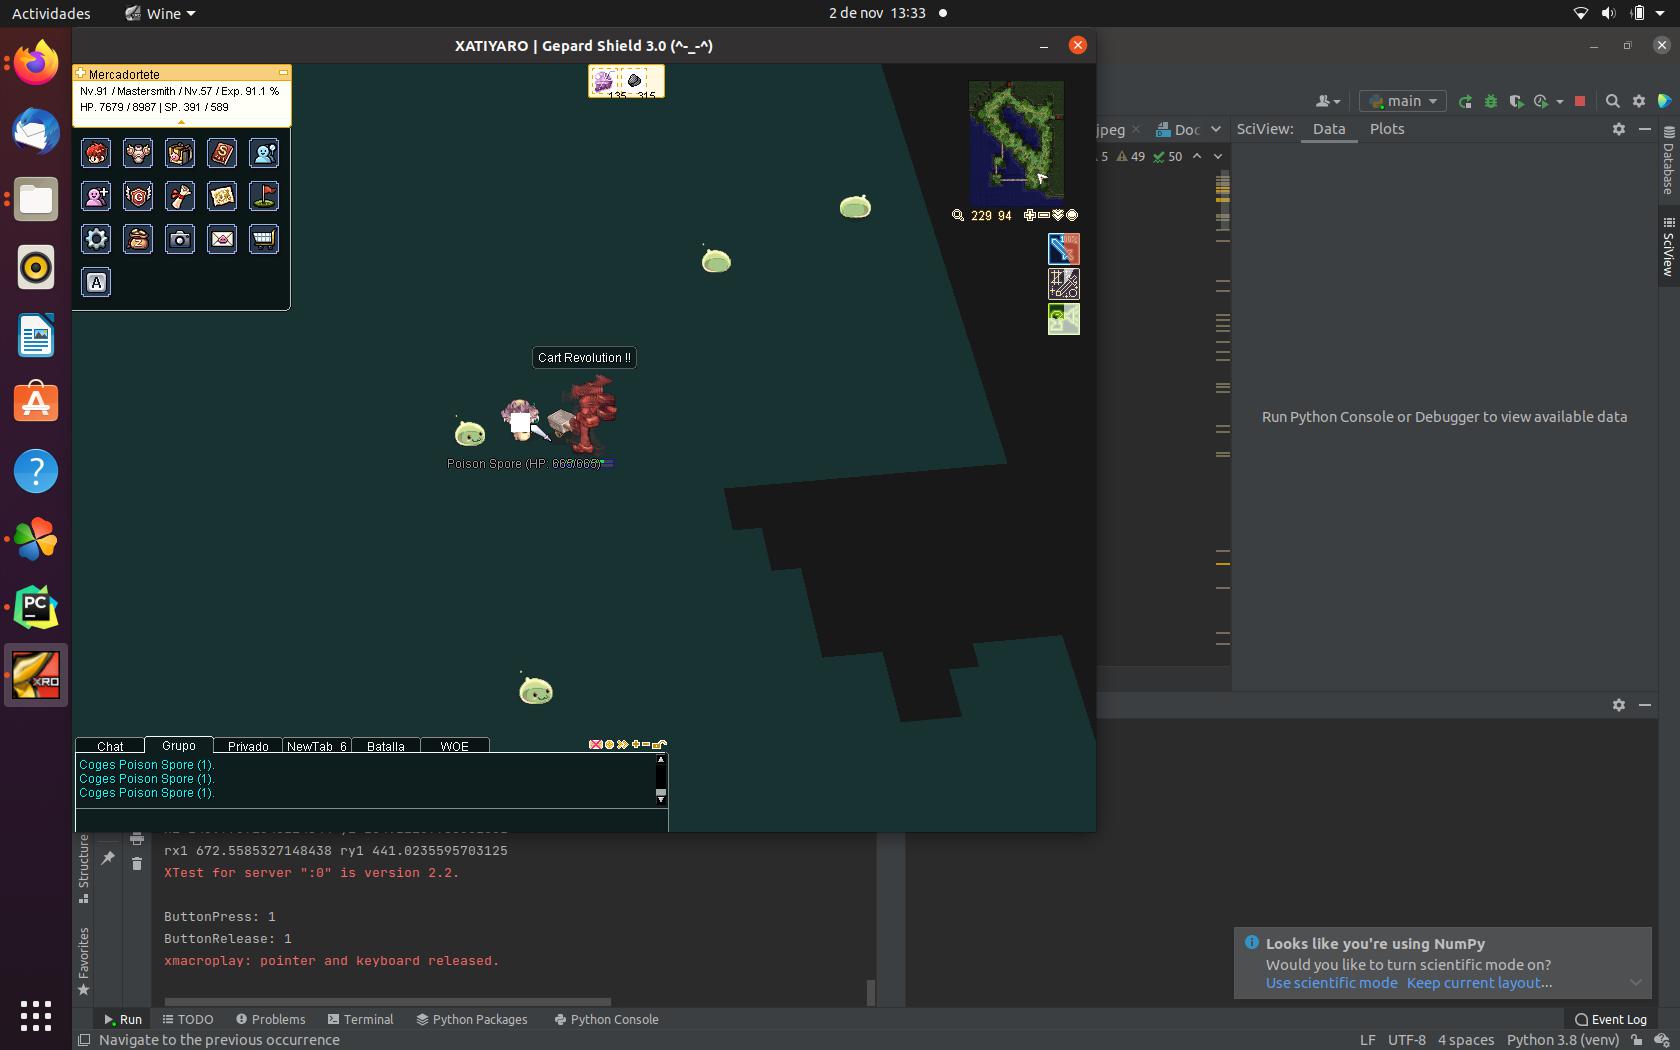 Actividades
Wine
2 de nov 13:33
XATIYARO | Gepard Shield 3.0 (^-_-^)
Mercadortete
Nv.91 / Mastersmith / Nv.57 / Exp. 91.1 %
HP. 7679 / 8987 | SP. 391 / 589
135 315
229 94
main
jpeg
Doc
SciView:
Data
Plots
5
49
50
Database
SciView
Cart Revolution !!
Poison Spore (HP: 665/665)
Run Python Console or Debugger to view available data
Chat
Grupo
Privado
NewTab_6
Batalla
WOE
Coges Poison Spore (1).
Coges Poison Spore (1).
Coges Poison Spore (1).
rx1 672.5585327148438 ry1 441.0235595703125
XTest for server ":0" is version 2.2.
ButtonPress: 1
ButtonRelease: 1
xmacroplay: pointer and keyboard released.
Structure
Favorites
Looks like you're using NumPy
Would you like to turn scientific mode on?
Use scientific mode Keep current layout...
Run
TODO
Problems
Terminal
Python Packages
Python Console
Event Log
Navigate to the previous occurrence
LF UTF-8 4 spaces Python 3.8 (venv)
PC
XRO